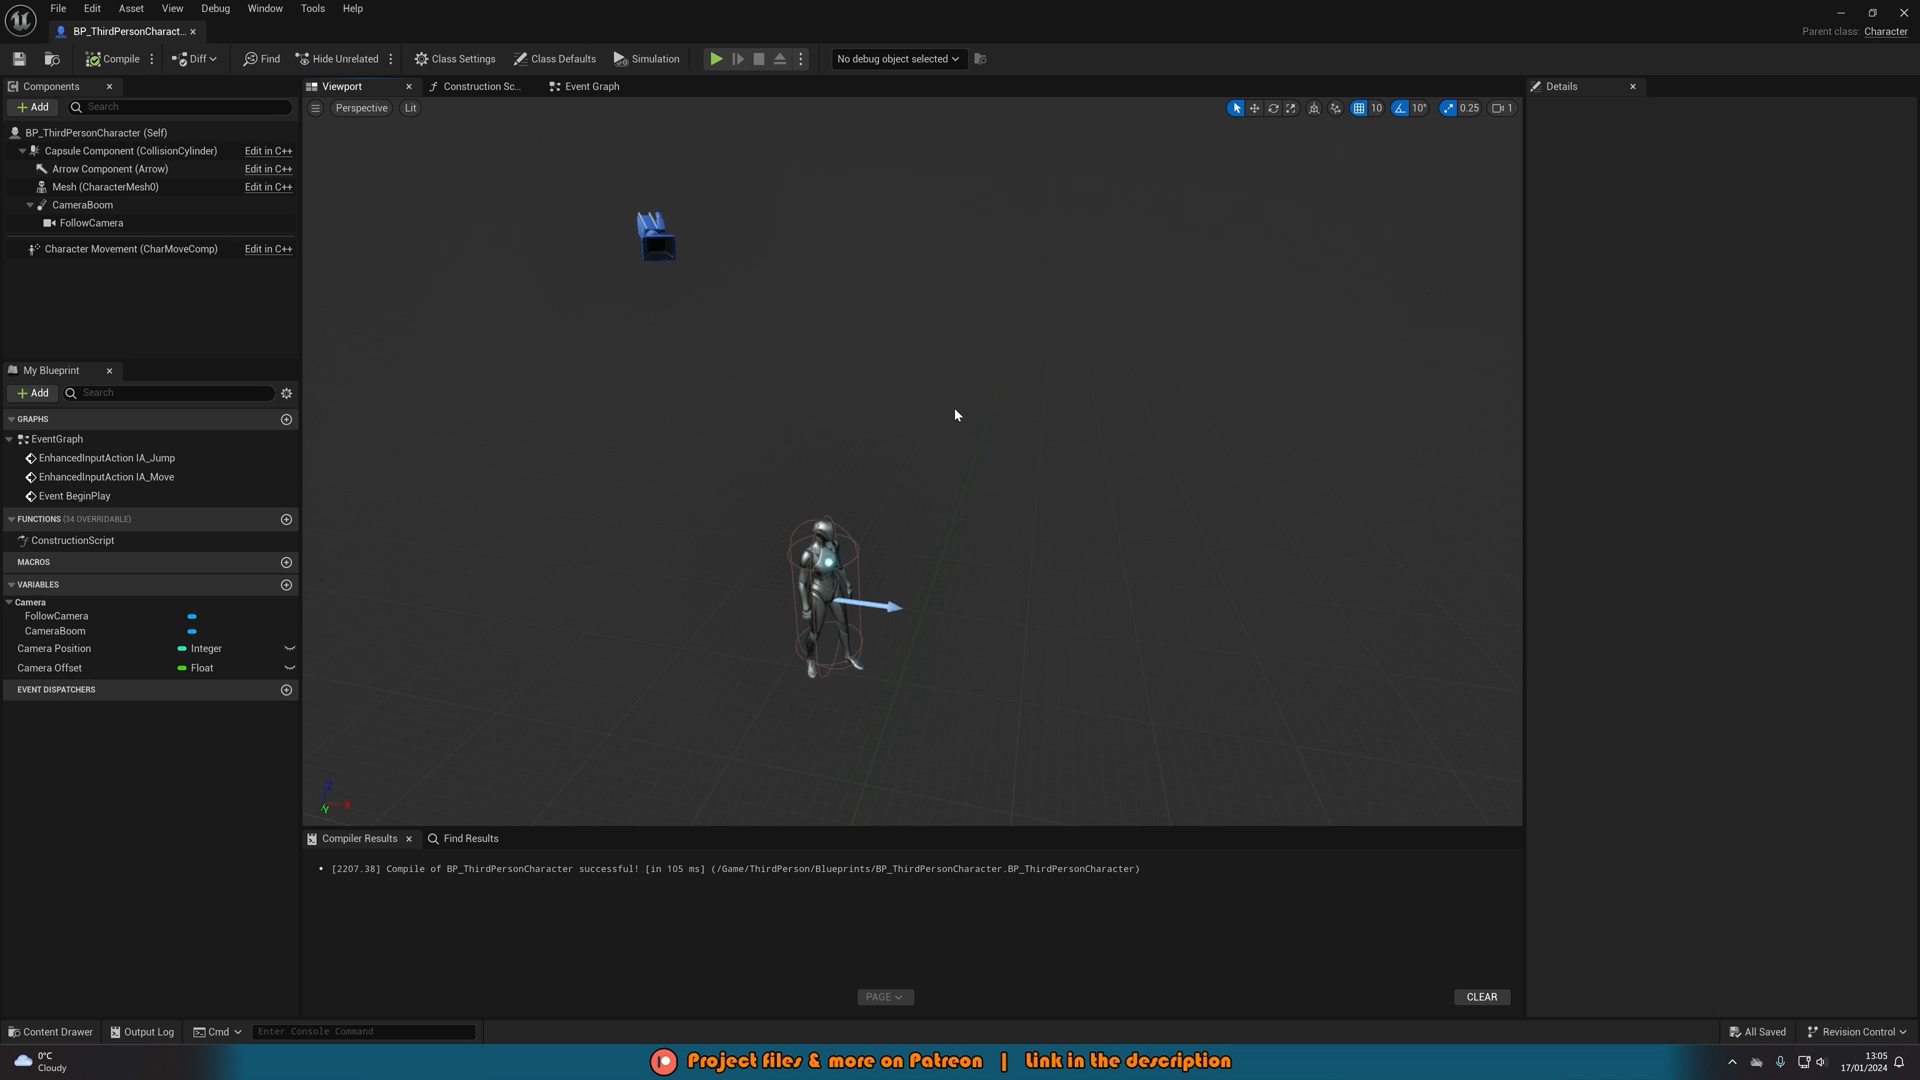 File Edit Asset View Debug Window Tools Help
BP_ThirdPersonCharact...
Parent class: Character
Compile Diff Find Hide Unrelated Class Settings Class Defaults Simulation No debug object selected
Components
Viewport Construction Sc... Event Graph
Details
Add Search
Perspective Lit
10 10° 0.25 1
BP_ThirdPersonCharacter (Self)
Capsule Component (CollisionCylinder) Edit in C++
Arrow Component (Arrow) Edit in C++
Mesh (CharacterMesh0) Edit in C++
CameraBoom
FollowCamera
Character Movement (CharMoveComp) Edit in C++
My Blueprint
Add Search
GRAPHS
EventGraph
EnhancedInputAction IA_Jump
EnhancedInputAction IA_Move
Event BeginPlay
FUNCTIONS (34 OVERRIDABLE)
ConstructionScript
MACROS
VARIABLES
Camera
FollowCamera
CameraBoom
Camera Position Integer
Camera Offset Float
EVENT DISPATCHERS
Z
X
Y
Compiler Results Find Results
• [2207.38] Compile of BP_ThirdPersonCharacter successful! [in 105 ms] (/Game/ThirdPerson/Blueprints/BP_ThirdPersonCharacter.BP_ThirdPersonCharacter)
PAGE
CLEAR
Content Drawer Output Log Cmd Enter Console Command
All Saved Revision Control
0°C
Cloudy
Project files & more on Patreon | Link in the description
13:05
17/01/2024